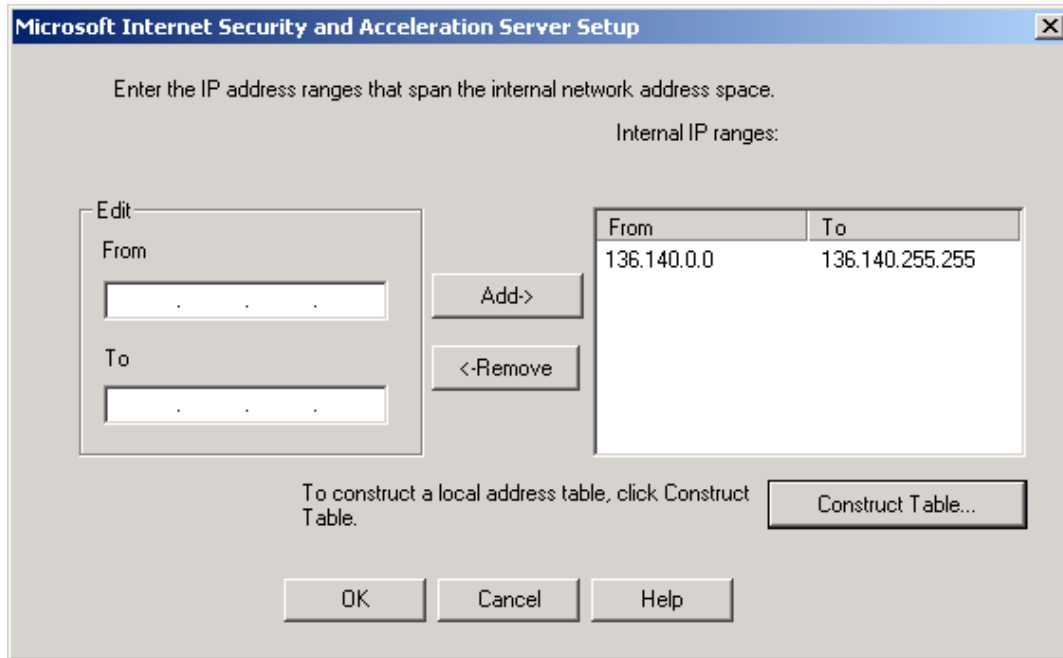 Microsoft Internet Security and Acceleration Server Setup
Enter the IP address ranges that span the internal network address space.
Internal IP ranges:
Edit
From
. . .
To
. . .
Add->
<-Remove
From To
136.140.0.0 136.140.255.255
To construct a local address table, click Construct
Table.
Construct Table...
OK Cancel Help